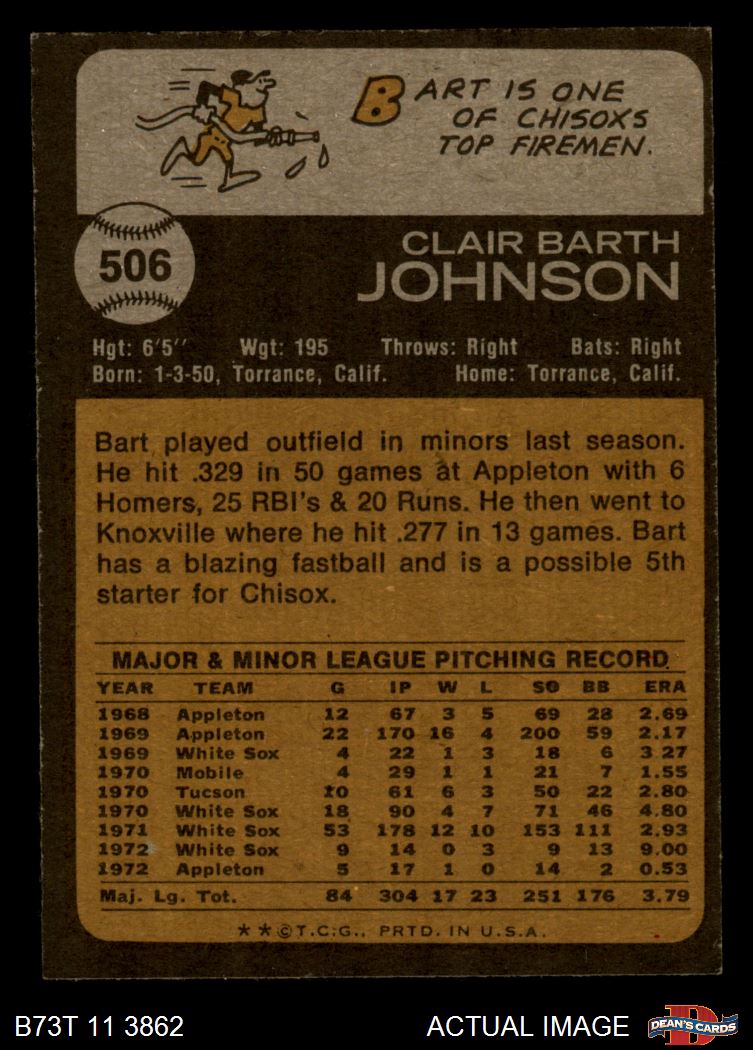 BART IS ONE
OF CHISOXS
TOP FIREMEN.
506
CLAIR BARTH
JOHNSON
Hgt: 6'5" Wgt: 195 Throws: Right Bats: Right
Born: 1-3-50, Torrance, Calif. Home: Torrance, Calif.
Bart played outfield in minors last season.
He hit .329 in 50 games at Appleton with 6
Homers, 25 RBI's & 20 Runs. He then went to
Knoxville where he hit .277 in 13 games. Bart
has a blazing fastball and is a possible 5th
starter for Chisox.
MAJOR & MINOR LEAGUE PITCHING RECORD
YEAR TEAM G IP W L SO BB ERA
1968 Appleton 12 67 3 5 69 28 2.69
1969 Appleton 22 170 16 4 200 59 2.17
1969 White Sox 4 22 1 3 18 6 3.27
1970 Mobile 4 29 1 1 21 7 1.55
1970 Tucson 10 61 6 3 50 22 2.80
1970 White Sox 18 90 4 7 71 46 4.80
1971 White Sox 53 178 12 10 153 111 2.93
1972 White Sox 9 14 0 3 9 13 9.00
1972 Appleton 5 17 1 0 14 2 0.53
Maj. Lg. Tot. 84 304 17 23 251 176 3.79
**©T.C.G., PRTD. IN U.S.A.
B73T 11 3862 ACTUAL IMAGE DEAN'S CARDS